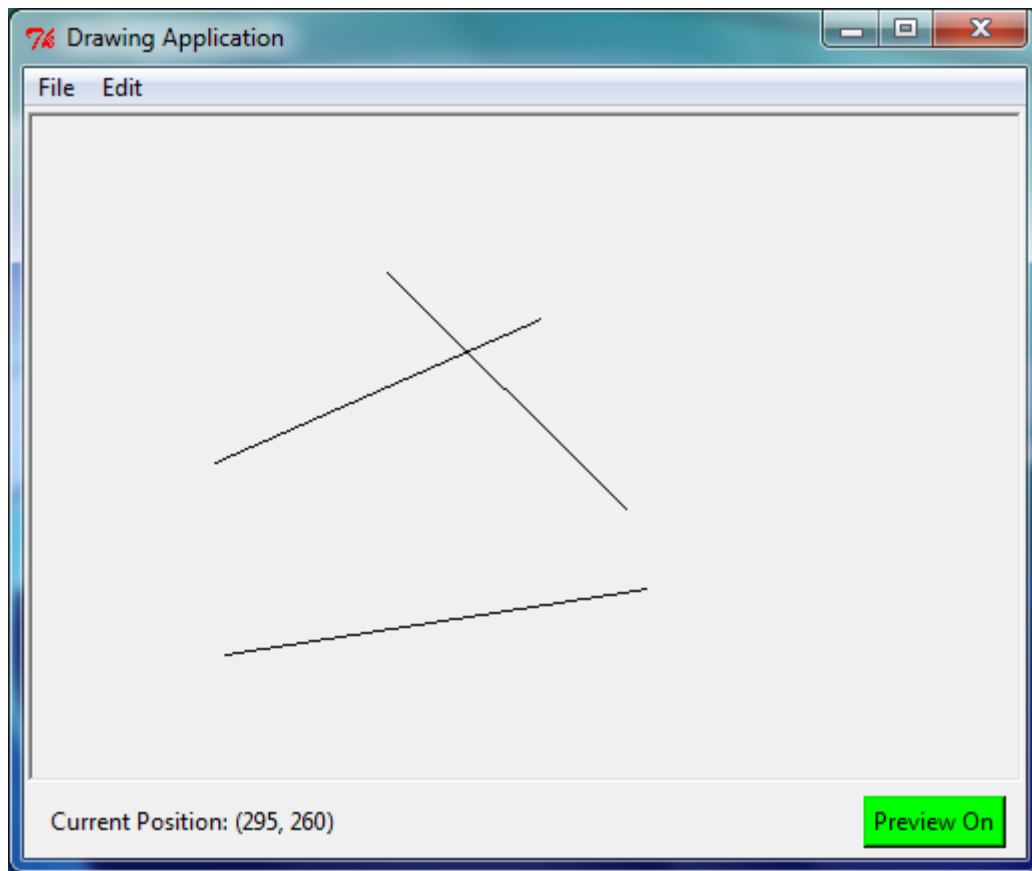 Drawing Application
File Edit
Current Position: (295, 260)
Preview On